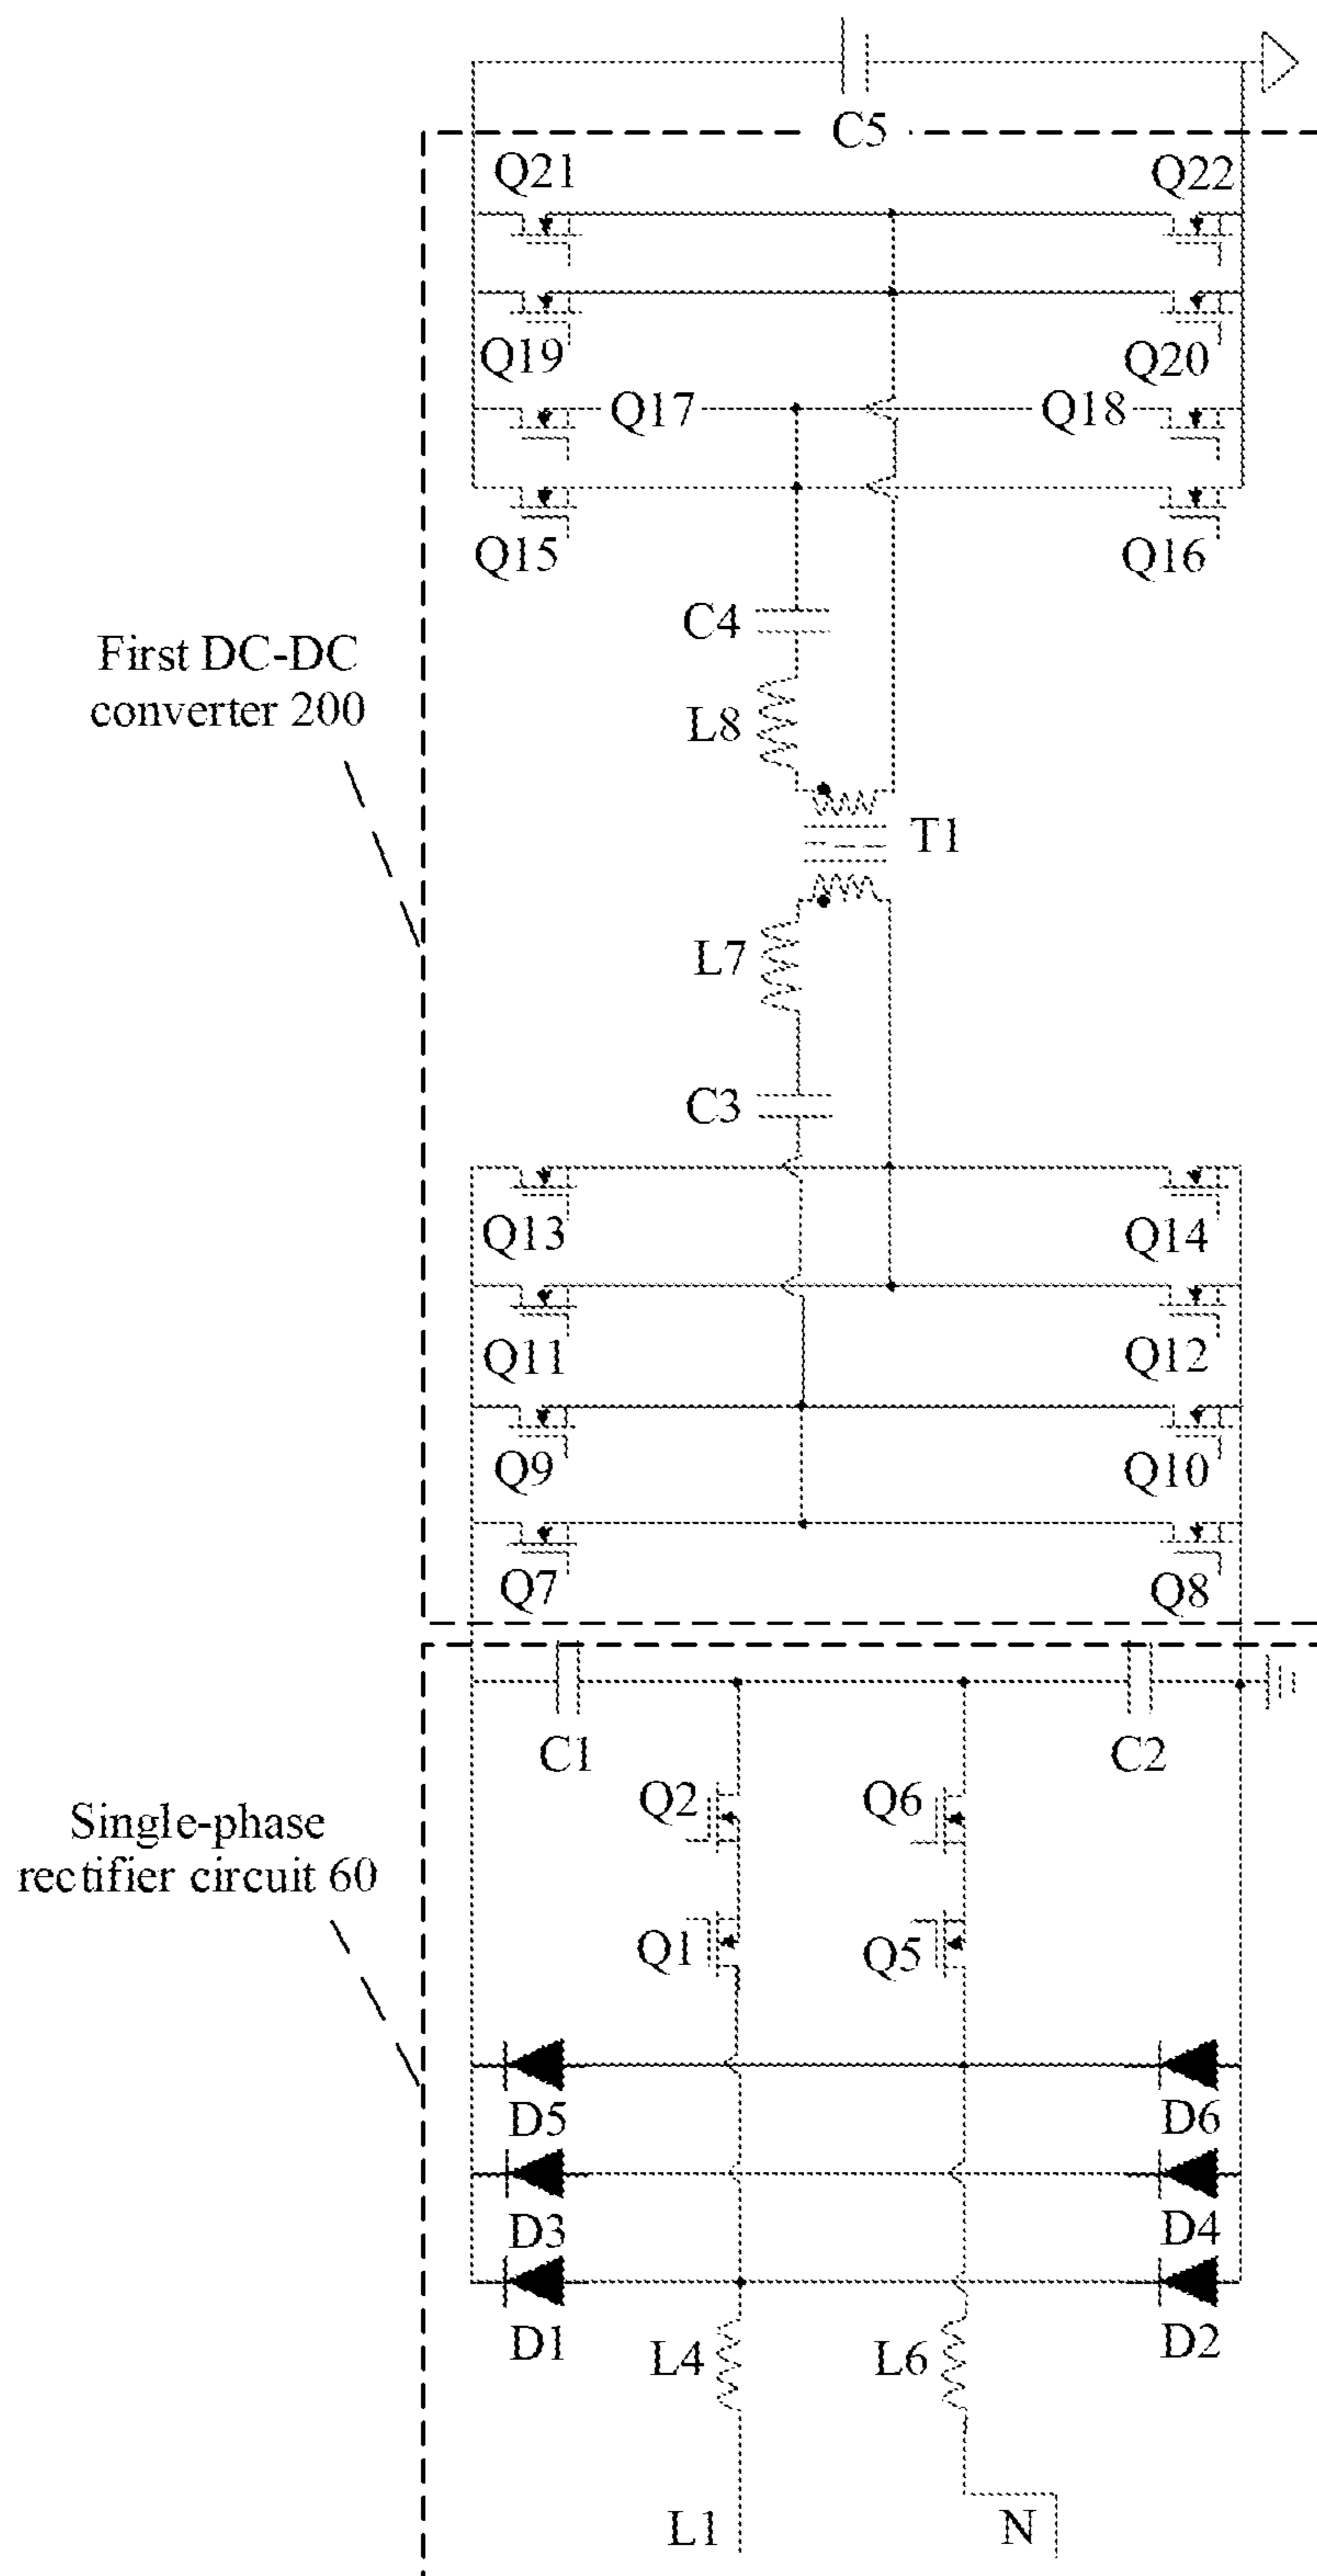 C5
Q21
Q22
Q19
Q20
Q17
Q18
Q15
Q16
C4
First DC-DC
converter 200
L8
T1
L7
C3
Q13
Q14
Q11
Q12
Q9
Q10
Q7
Q8
C1
C2
Q2
Q6
Single-phase
rectifier circuit 60
Q1
Q5
D5
D6
D3
D4
D1
D2
L4
L6
L1
N